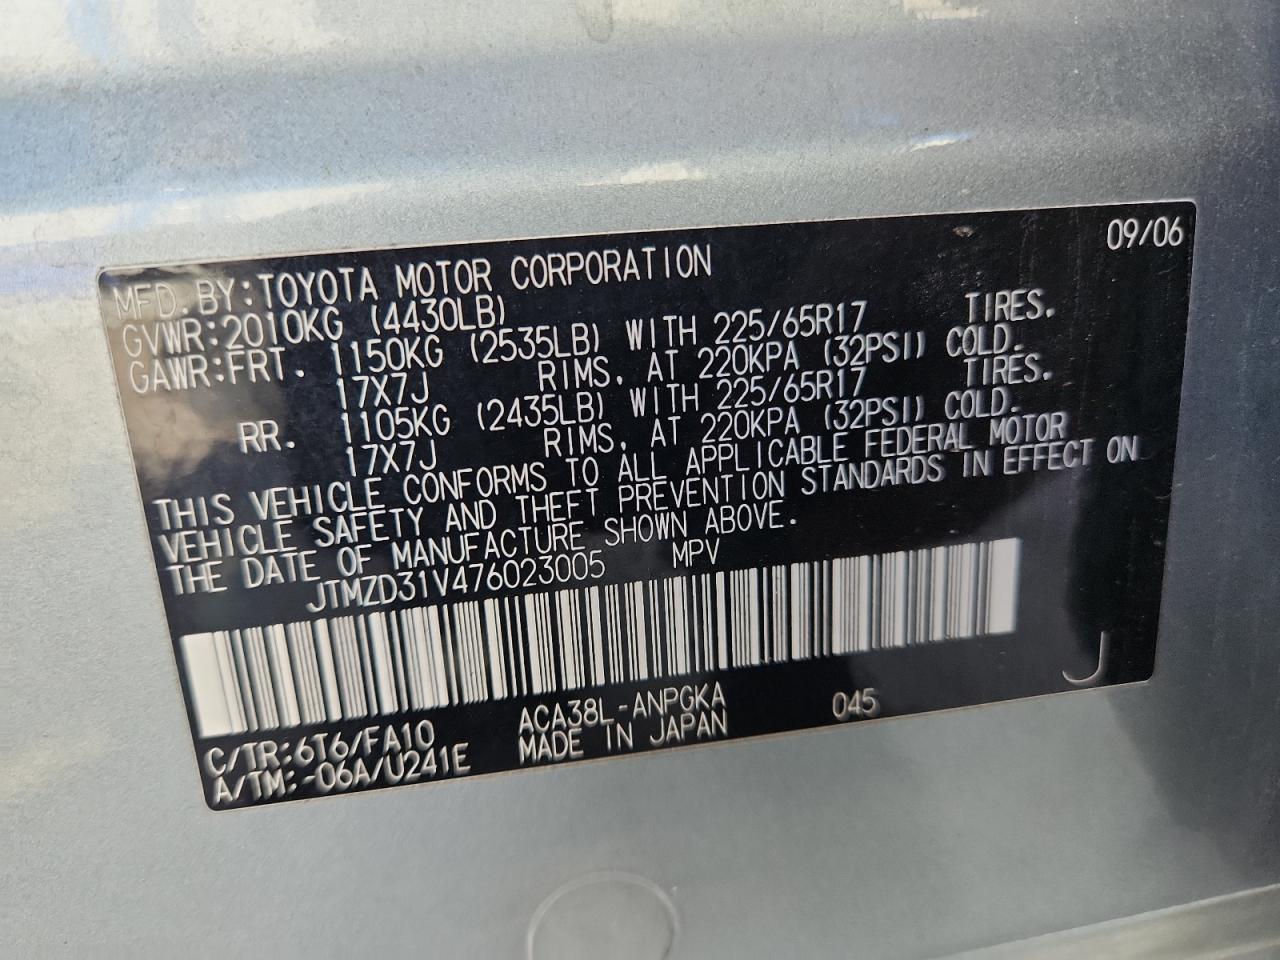 09/06
MFD. BY:TOYOTA MOTOR CORPORATION
GVWR:2010KG (4430LB)
GAWR:FRT. 1150KG (2535LB) WITH 225/65R17 TIRES.
17X7J RIMS, AT 220KPA (32PSI) COLD.
RR. 1105KG (2435LB) WITH 225/65R17 TIRES.
17X7J RIMS, AT 220KPA (32PSI) COLD.
THIS VEHICLE CONFORMS TO ALL APPLICABLE FEDERAL MOTOR
VEHICLE SAFETY AND THEFT PREVENTION STANDARDS IN EFFECT ON
THE DATE OF MANUFACTURE SHOWN ABOVE.
JTMZD31V476023005 MPV
J
C/TR:6T6/FA10 ACA38L-ANPGKA 045
A/TM:-06A/U241E MADE IN JAPAN